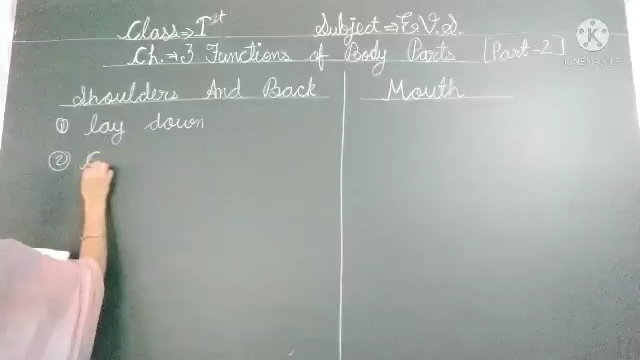 Class→ Ist Subject→ E.V.S.
Ch.→3 Functions of Body Parts [Part-2]
Shoulders And Back Mouth
① lay down
②
KINEMASTER